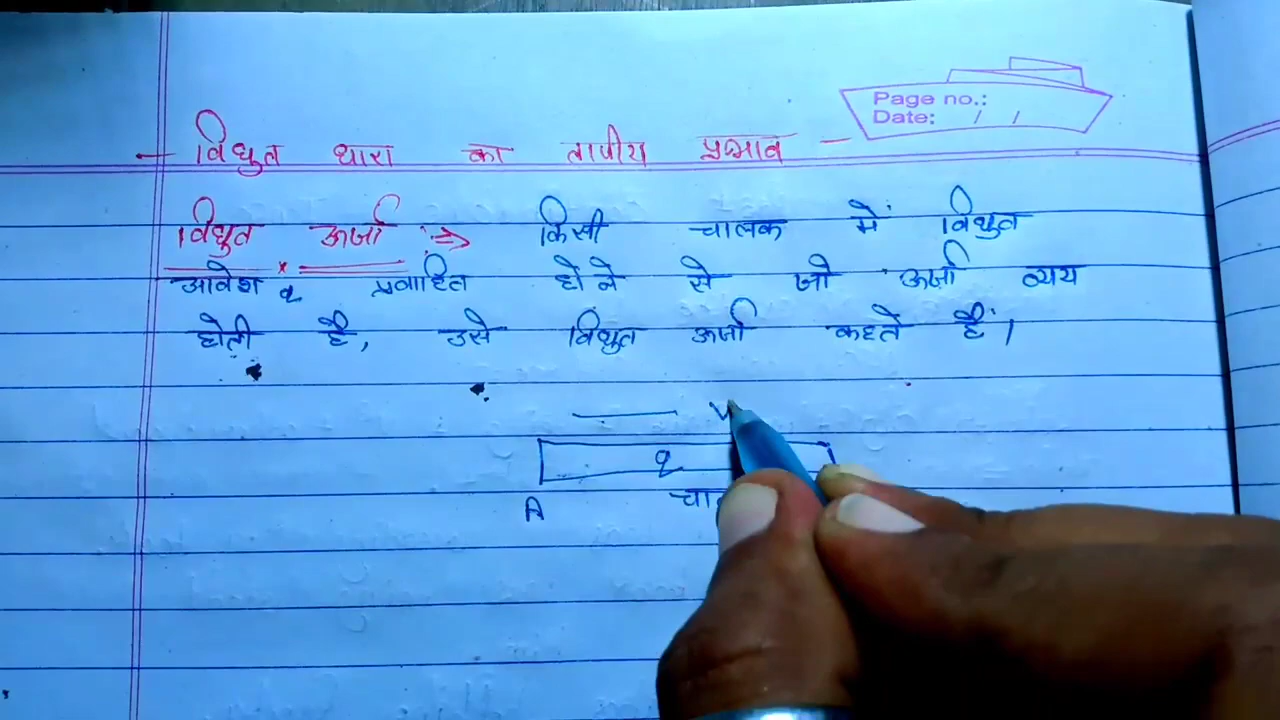 Page no.:
Date: / /
– विधुत धारा का तापीय प्रभाव –
विधुत ऊर्जा :⇒ किसी चालक में विधुत
आवेश q प्रवाहित होने से जो ऊर्जा व्यय
होती है, उसे विधुत ऊर्जा कहते हैं।
q
A